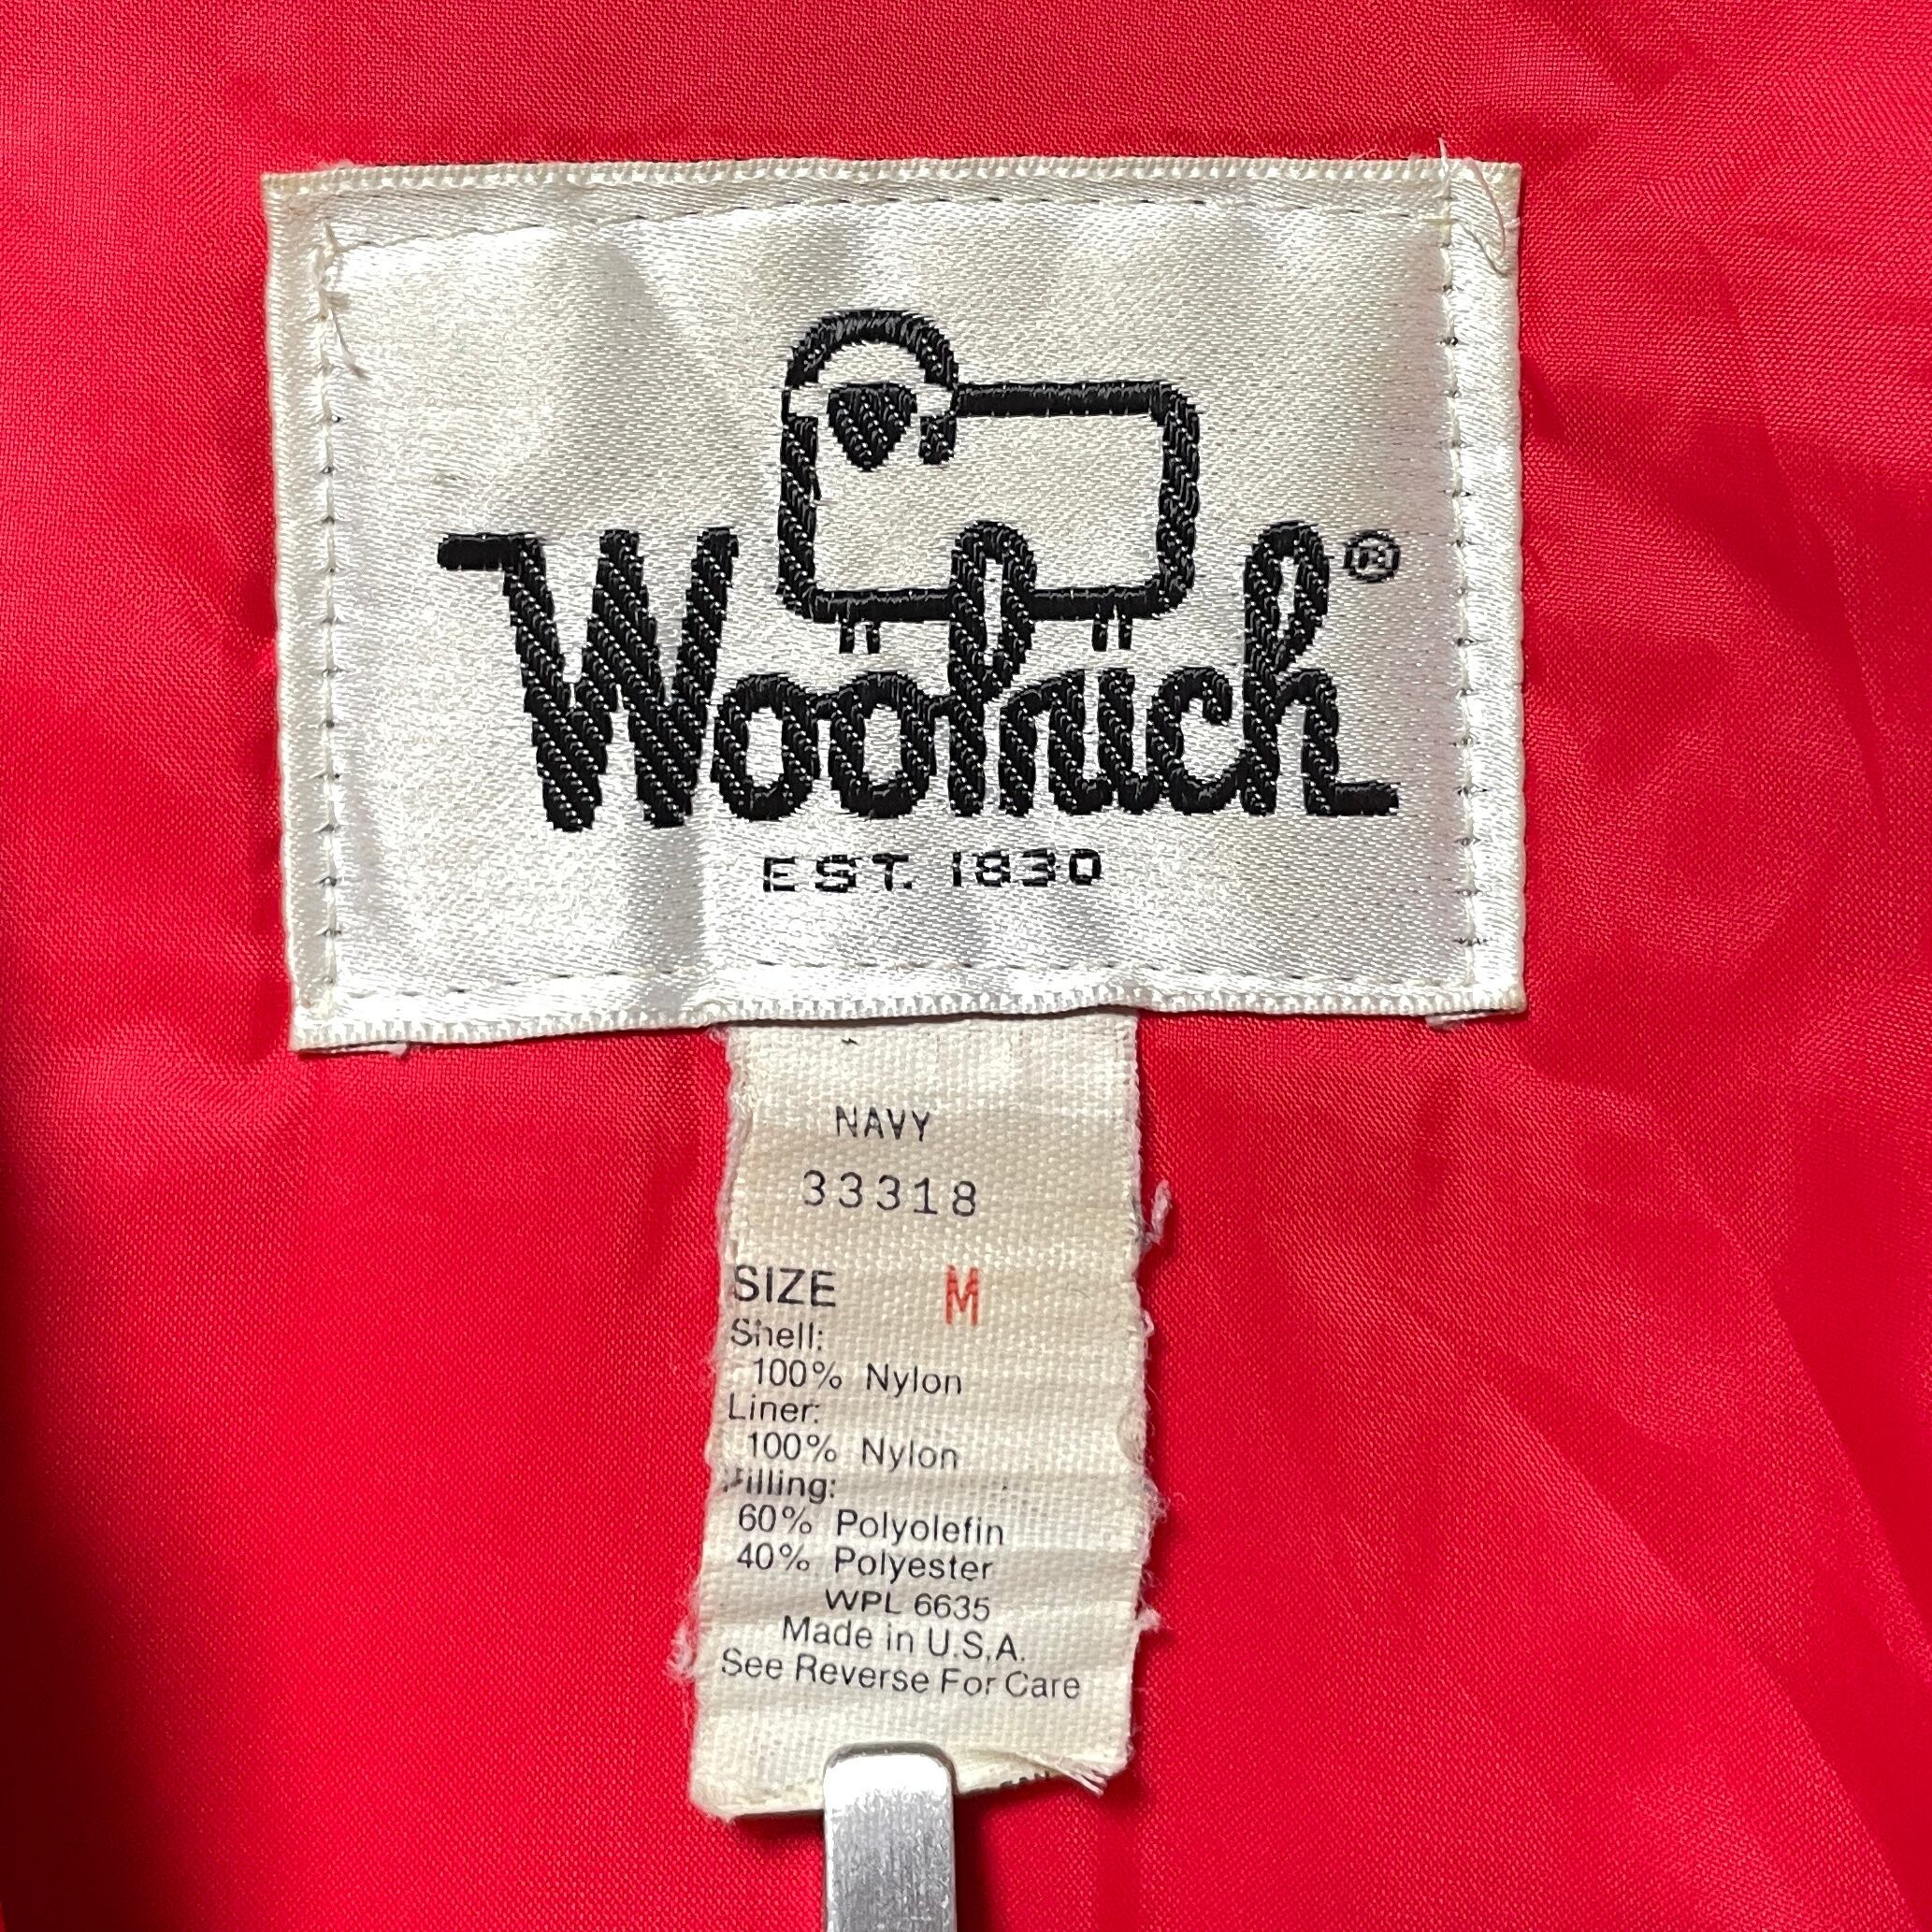 Woolrich®
EST. 1830
NAVY
33318
SIZE M
Shell:
100% Nylon
Liner:
100% Nylon
Filling:
60% Polyolefin
40% Polyester
WPL 6635
Made in U.S.A.
See Reverse For Care